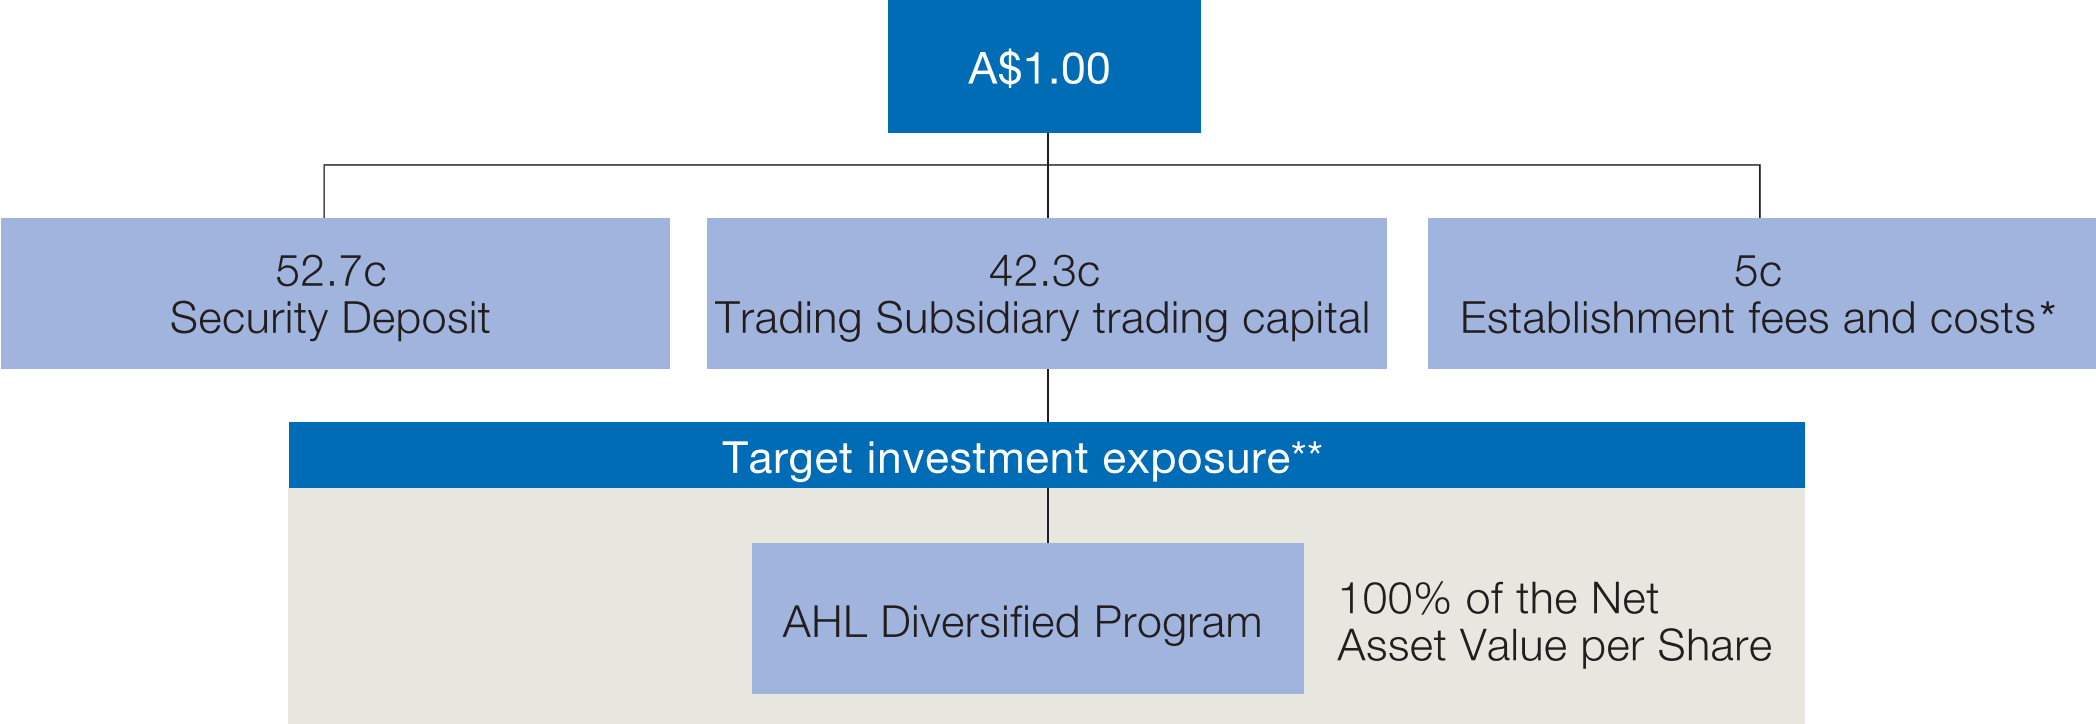 A$1.00
52.7c
Security Deposit
42.3c
Trading Subsidiary trading capital
5c
Establishment fees and costs*
Target investment exposure**
AHL Diversified Program
100% of the Net
Asset Value per Share